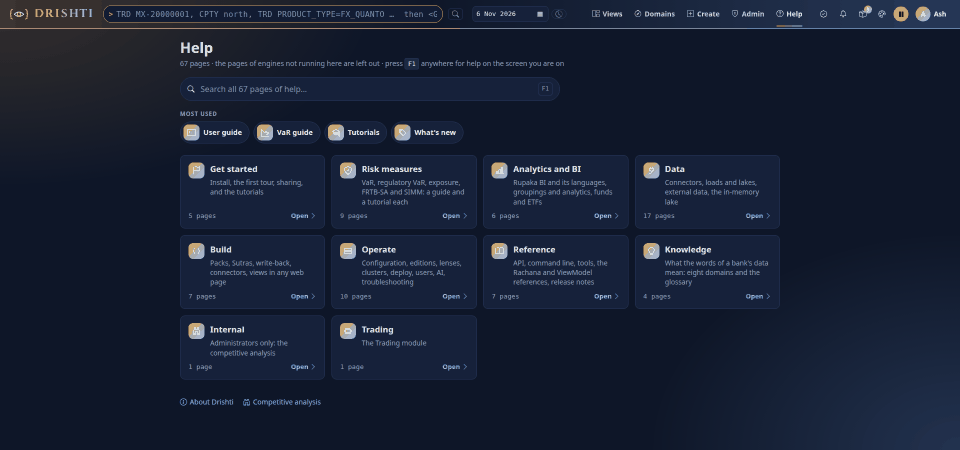 DRISHTI
> TRD MX-20000001, CPTY north, TRD PRODUCT_TYPE=FX_QUANTO … then <G
6 Nov 2026
Views
Domains
Create
Admin
Help
A
Ash
Help
67 pages · the pages of engines not running here are left out · press F1 anywhere for help on the screen you are on
Search all 67 pages of help...
F1
MOST USED
User guide
VaR guide
Tutorials
What's new
Get started
Install, the first tour, sharing,
and the tutorials
5 pages
Open
Risk measures
VaR, regulatory VaR, exposure,
FRTB-SA and SIMM: a guide and
a tutorial each
9 pages
Open
Analytics and BI
Rupaka BI and its languages,
groupings and analytics, funds
and ETFs
6 pages
Open
Data
Connectors, loads and lakes,
external data, the in-memory
lake
17 pages
Open
Build
Packs, Sutras, write-back,
connectors, views in any web
page
7 pages
Open
Operate
Configuration, editions, lenses,
clusters, deploy, users, AI,
troubleshooting
10 pages
Open
Reference
API, command line, tools, the
Rachana and ViewModel
references, release notes
7 pages
Open
Knowledge
What the words of a bank's data
mean: eight domains and the
glossary
4 pages
Open
Internal
Administrators only: the
competitive analysis
1 page
Open
Trading
The Trading module
1 page
Open
About Drishti
Competitive analysis